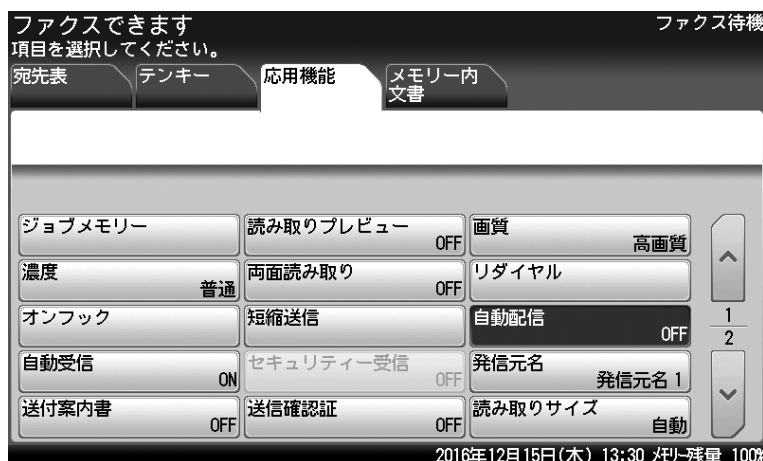 ファクスできます ファクス待機
項目を選択してください。
宛先表 テンキー 応用機能 メモリー内
文書
ジョブメモリー 読み取りプレビュー OFF 画質 高画質
濃度 普通 両面読み取り OFF リダイヤル
オンフック 短縮送信 自動配信 OFF
1
2
自動受信 ON セキュリティー受信 OFF 発信元名 発信元名 1
送付案内書 OFF 送信確認証 OFF 読み取りサイズ 自動
2016年12月15日(木) 13:30 ﾒﾓﾘｰ残量 100%